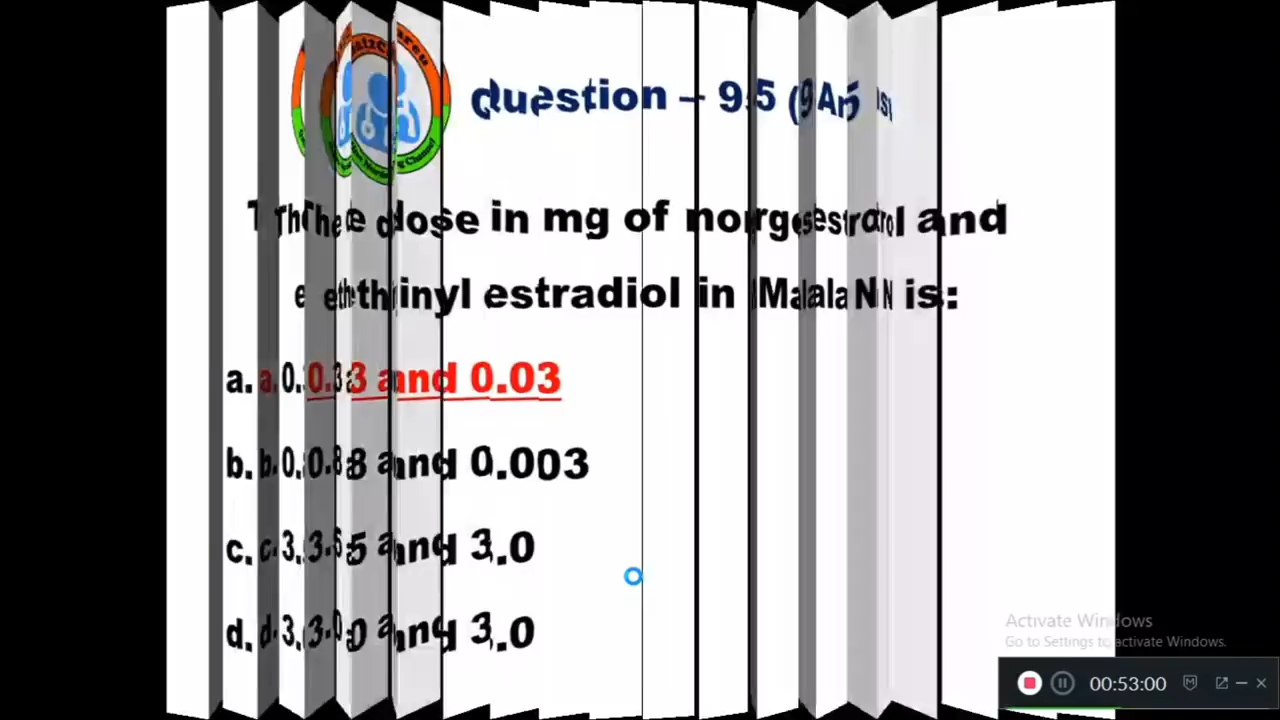 question – 95
The dose in mg of norgestrol and
ethinyl estradiol in Mala N is:
a. 0.3 and 0.03
b. 0.8 and 0.003
c. 3.5 and 3.0
d. 3.0 and 3.0
Activate Windows
Go to Settings to activate Windows.
00:53:00